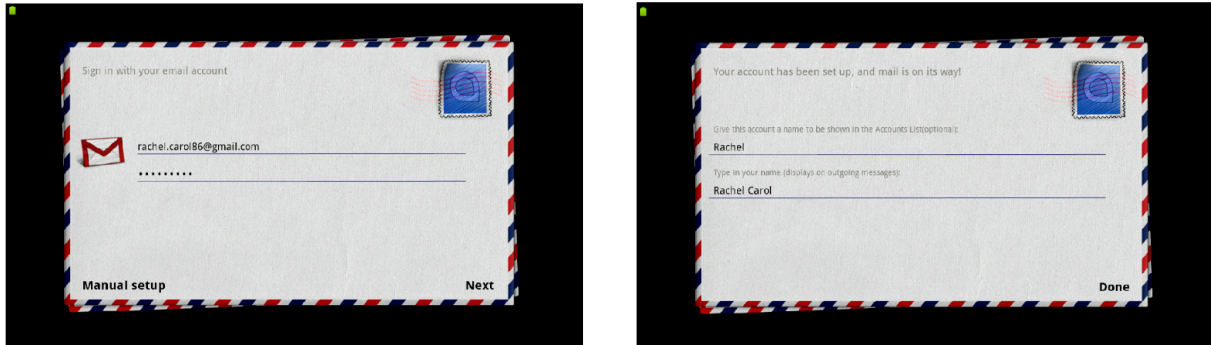 Sign in with your email account
rachel.carol86@gmail.com
•••••••••
Manual setup
Next
Your account has been set up, and mail is on its way!
Give this account a name to be shown in the Accounts List(optional):
Rachel
Type in your name (displays on outgoing messages):
Rachel Carol
Done